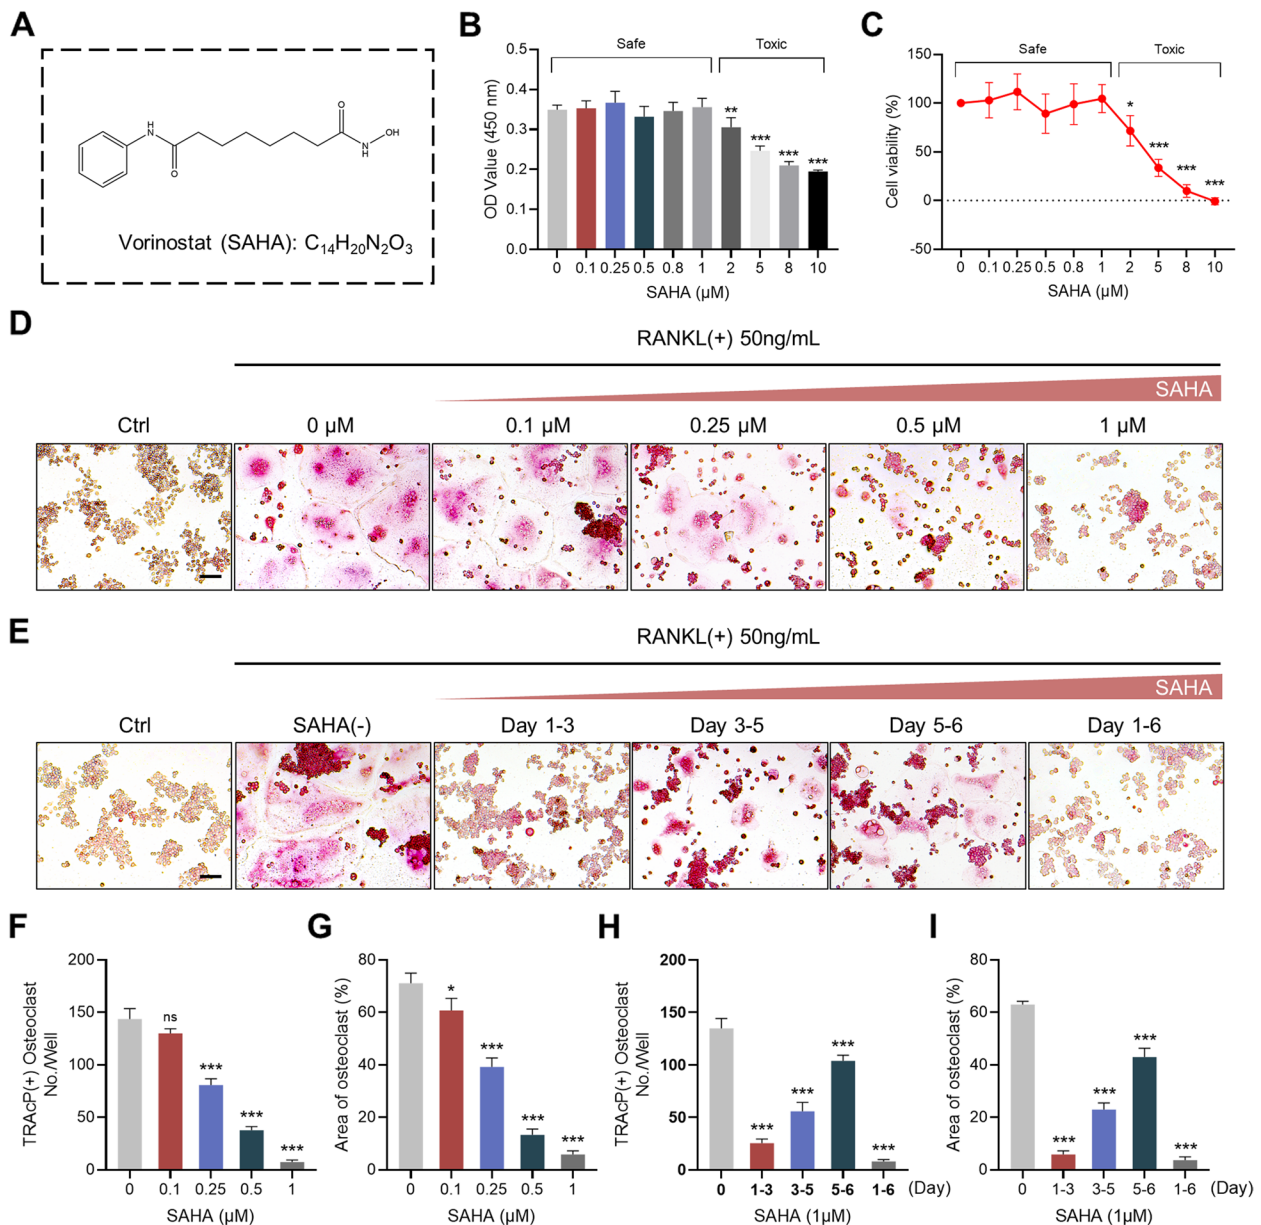 A
NH
O
O
NH
OH
Vorinostat (SAHA): C14H20N2O3
B
Safe
Toxic
OD Value (450 nm)
0.5
0.4
0.3
0.2
0.1
0.0
**
***
***
***
0 0.1 0.25 0.5 0.8 1 2 5 8 10
SAHA (µM)
C
Safe
Toxic
Cell viability (%)
150
100
50
0
-50
*
***
***
***
0 0.1 0.25 0.5 0.8 1 2 5 8 10
SAHA (µM)
D
RANKL(+) 50ng/mL
SAHA
Ctrl 0 µM 0.1 µM 0.25 µM 0.5 µM 1 µM
E
RANKL(+) 50ng/mL
SAHA
Ctrl SAHA(-) Day 1-3 Day 3-5 Day 5-6 Day 1-6
F
TRAcP(+) Osteoclast
No./Well
200
150
100
50
0
ns
***
***
***
0 0.1 0.25 0.5 1
SAHA (µM)
G
Area of osteoclast (%)
80
60
40
20
0
*
***
***
***
0 0.1 0.25 0.5 1
SAHA (µM)
H
TRAcP(+) Osteoclast
No./Well
200
150
100
50
0
***
***
***
***
0 1-3 3-5 5-6 1-6 (Day)
SAHA (1µM)
I
Area of osteoclast (%)
80
60
40
20
0
***
***
***
***
0 1-3 3-5 5-6 1-6 (Day)
SAHA (1µM)